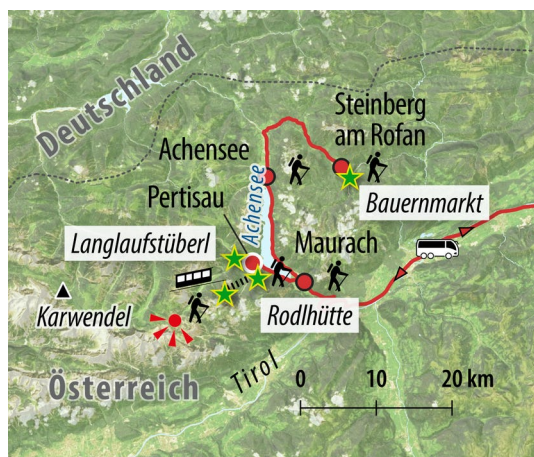 Deutschland
Steinberg
am Rofan
Achensee
Achensee
Pertisau
Bauernmarkt
Langlaufstüberl
Maurach
Karwendel
Rodlhütte
Österreich
Tirol
0 10 20 km